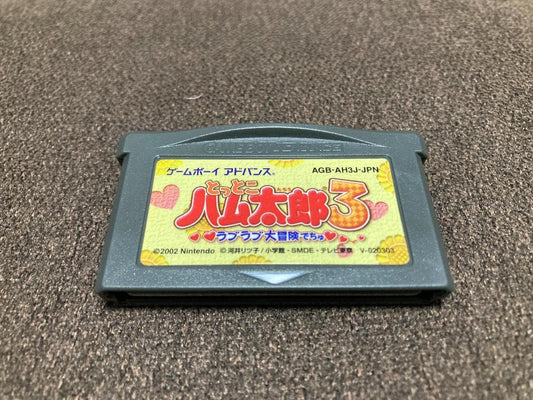 GAME BOY ADVANCE
ゲームボーイ アドバンス
AGB-AH3J-JPN
とっとこ
ハム太郎3
ラブラブ大冒険でちゅ
©2002 Nintendo © 河井リツ子/小学館・SMDE・テレビ東京 V-020303